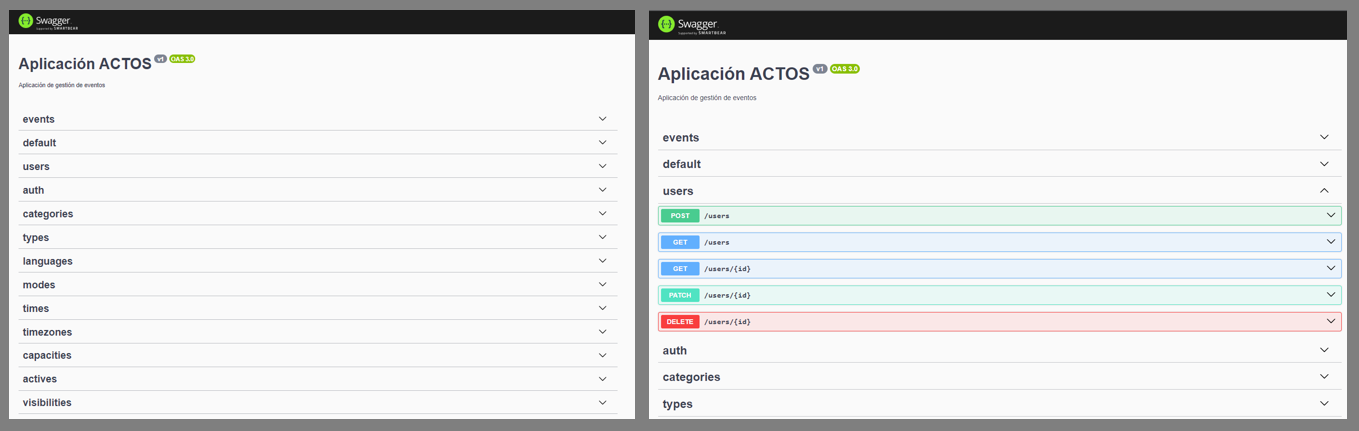 Swagger
Supported by SMARTBEAR
Aplicación ACTOS v1 OAS 3.0
Aplicación de gestión de eventos
events
default
users
auth
categories
types
languages
modes
times
timezones
capacities
actives
visibilities
Swagger
Supported by SMARTBEAR
Aplicación ACTOS v1 OAS 3.0
Aplicación de gestión de eventos
events
default
users
POST /users
GET /users
GET /users/{id}
PATCH /users/{id}
DELETE /users/{id}
auth
categories
types